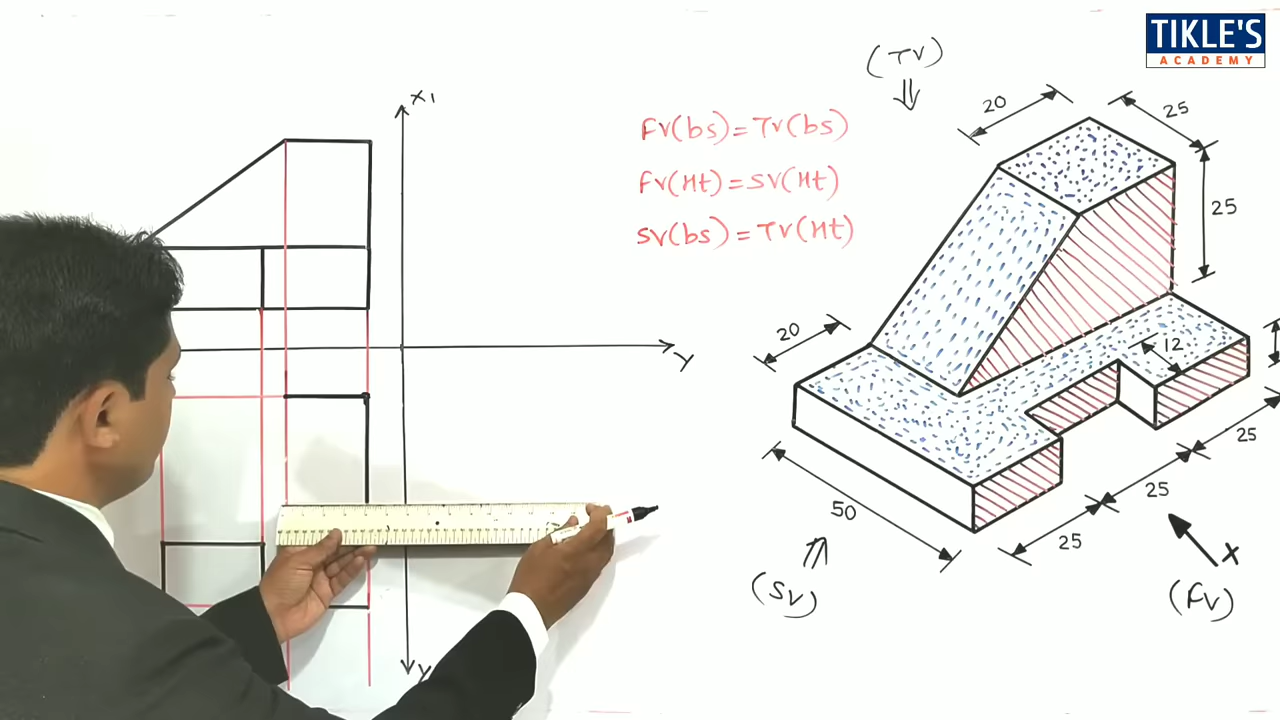 TIKLE'S
ACADEMY
(TV)
X1
FV(bs)=TV(bs)
FV(Ht)=SV(Ht)
SV(bs)=TV(Ht)
Y
Y
20
25
25
20
12
50
25
25
25
X
(SV)
(FV)